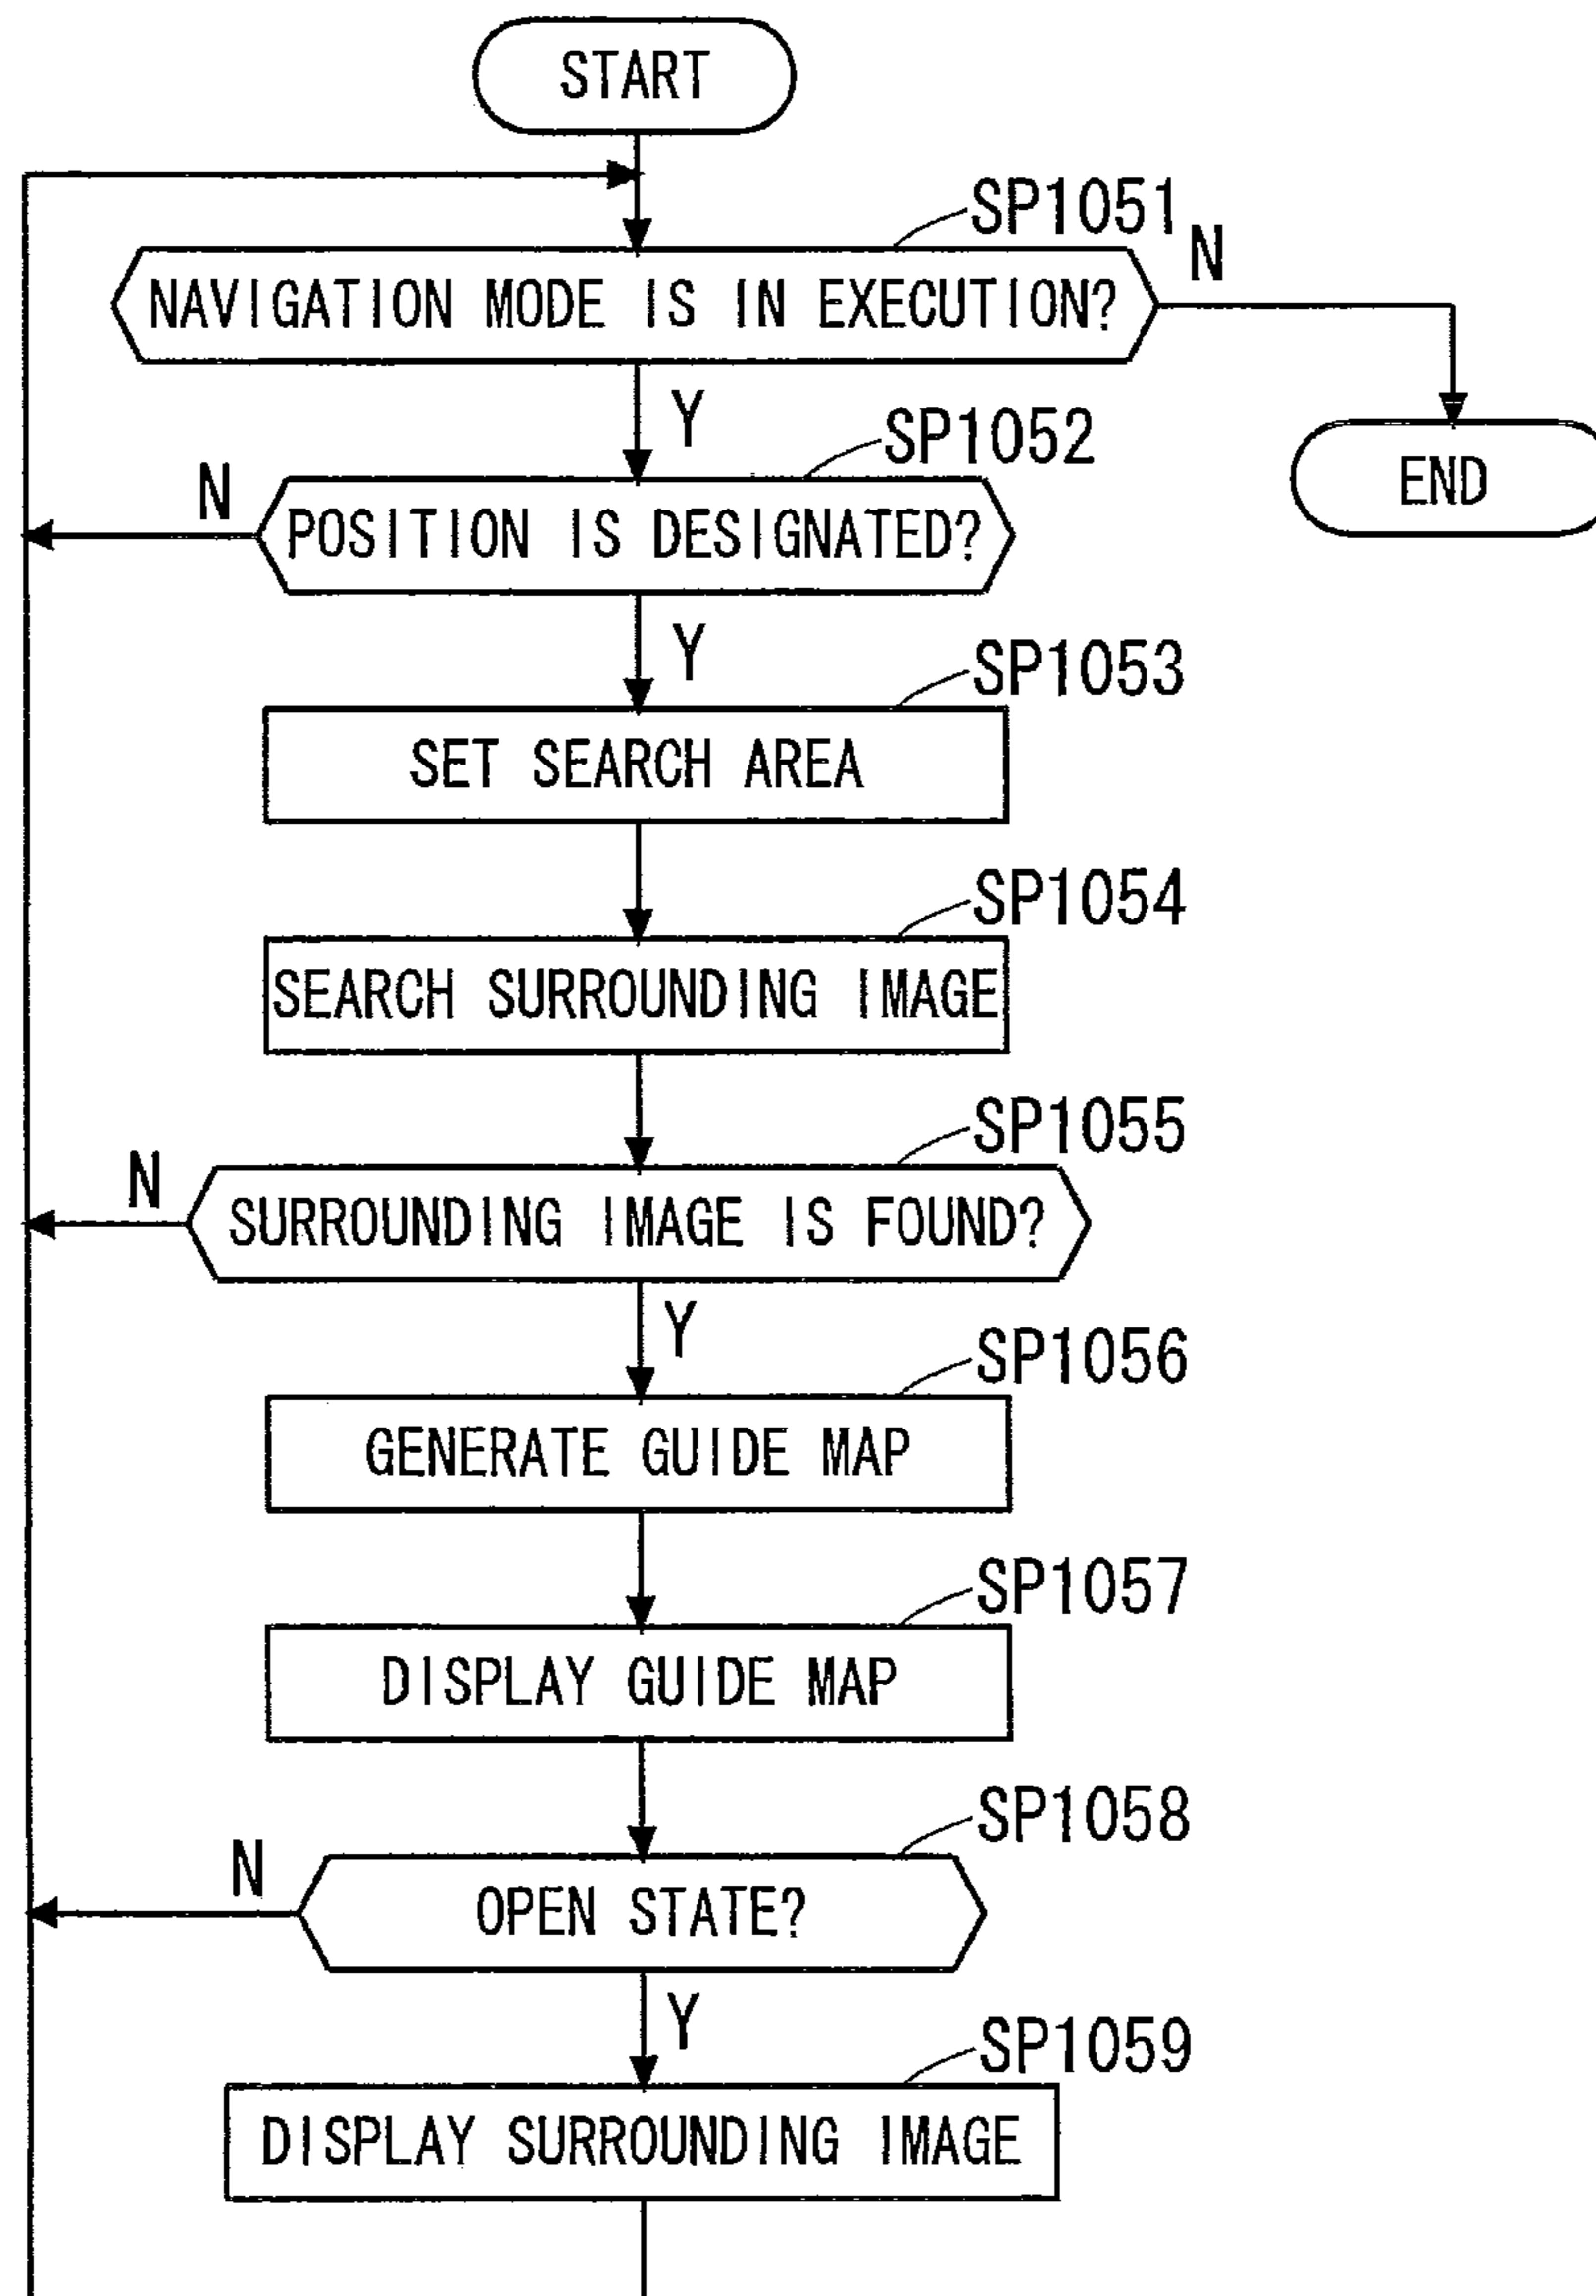 START
SP1051
NAVIGATION MODE IS IN EXECUTION?
N
Y
SP1052
END
N
POSITION IS DESIGNATED?
Y
SP1053
SET SEARCH AREA
SP1054
SEARCH SURROUNDING IMAGE
SP1055
N
SURROUNDING IMAGE IS FOUND?
Y
SP1056
GENERATE GUIDE MAP
SP1057
DISPLAY GUIDE MAP
SP1058
N
OPEN STATE?
Y
SP1059
DISPLAY SURROUNDING IMAGE